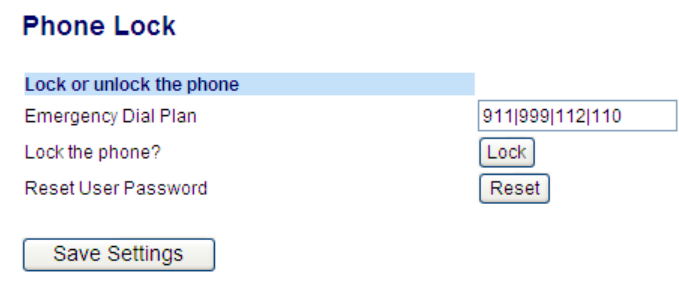 Phone Lock
Lock or unlock the phone
Emergency Dial Plan 911|999|112|110
Lock the phone? Lock
Reset User Password Reset
Save Settings